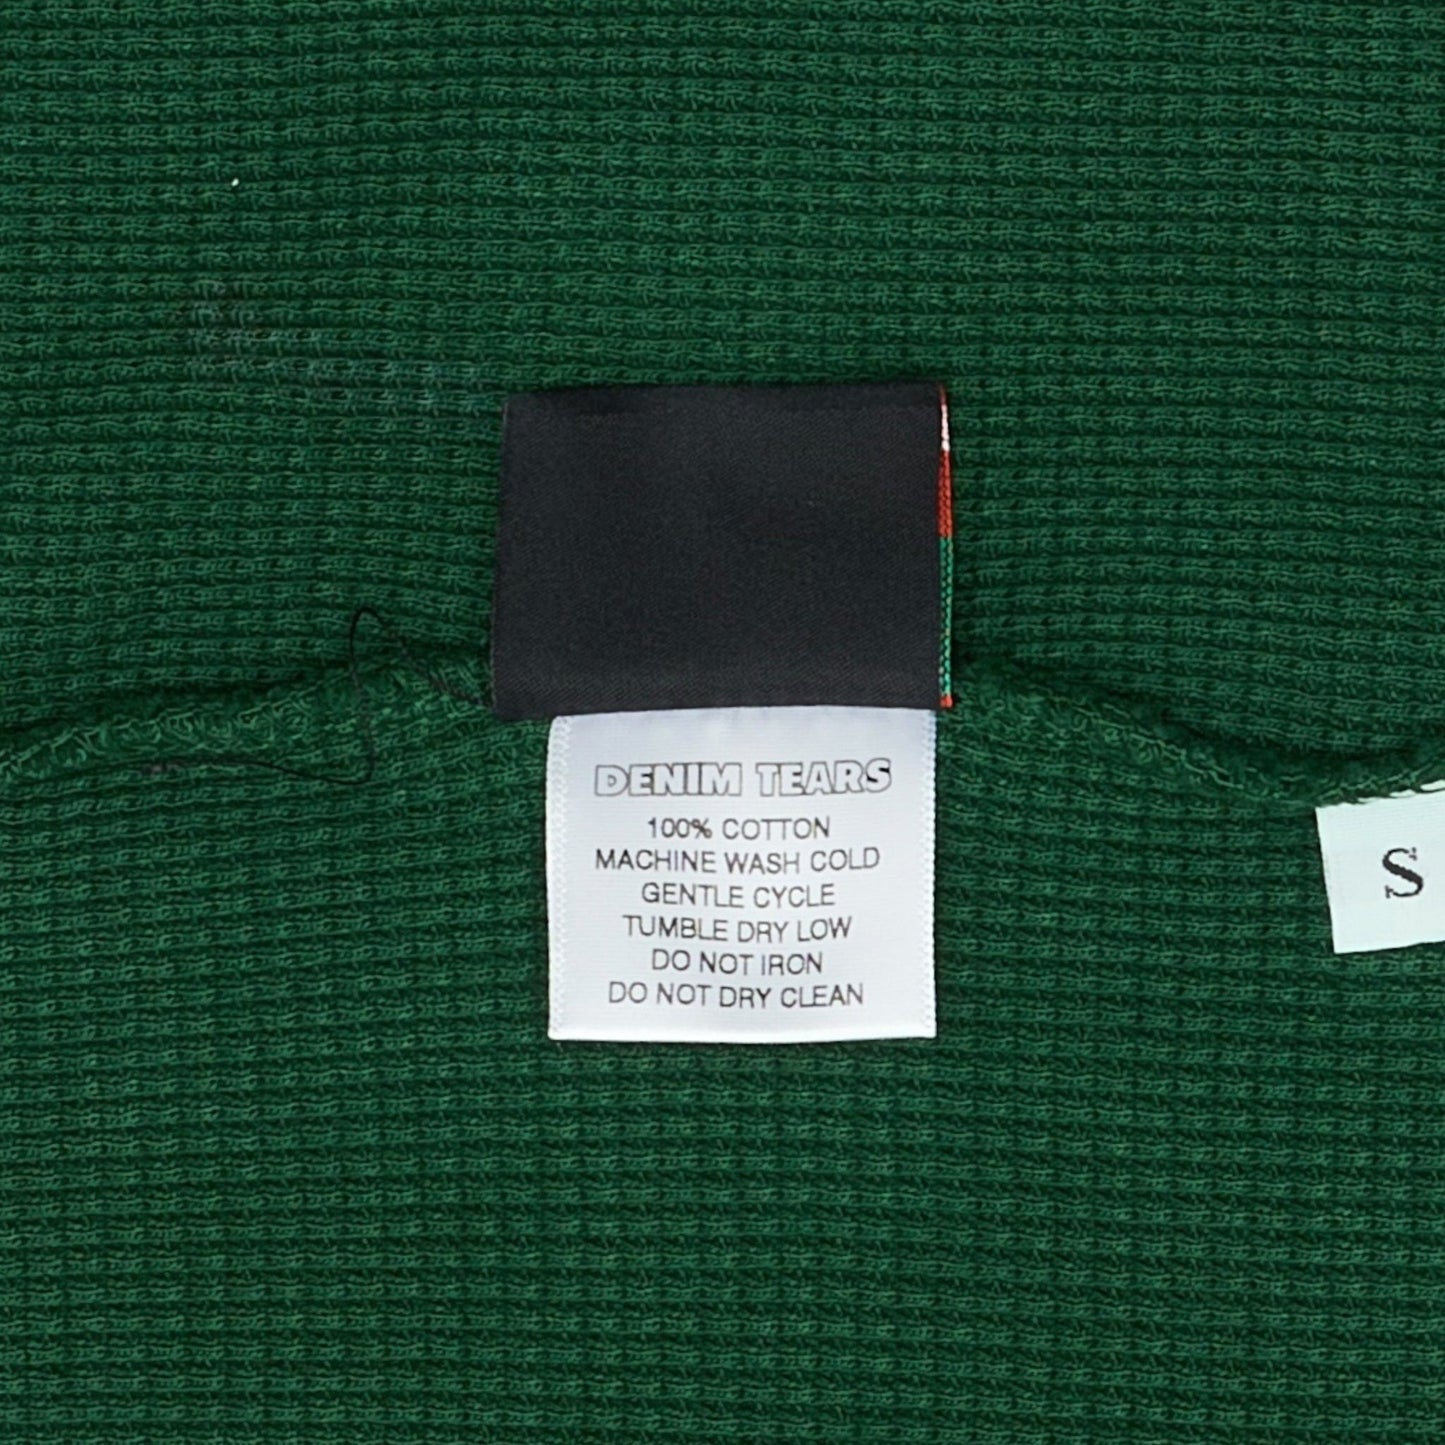 DENIM TEARS
100% COTTON
MACHINE WASH COLD
GENTLE CYCLE
TUMBLE DRY LOW
DO NOT IRON
DO NOT DRY CLEAN
S